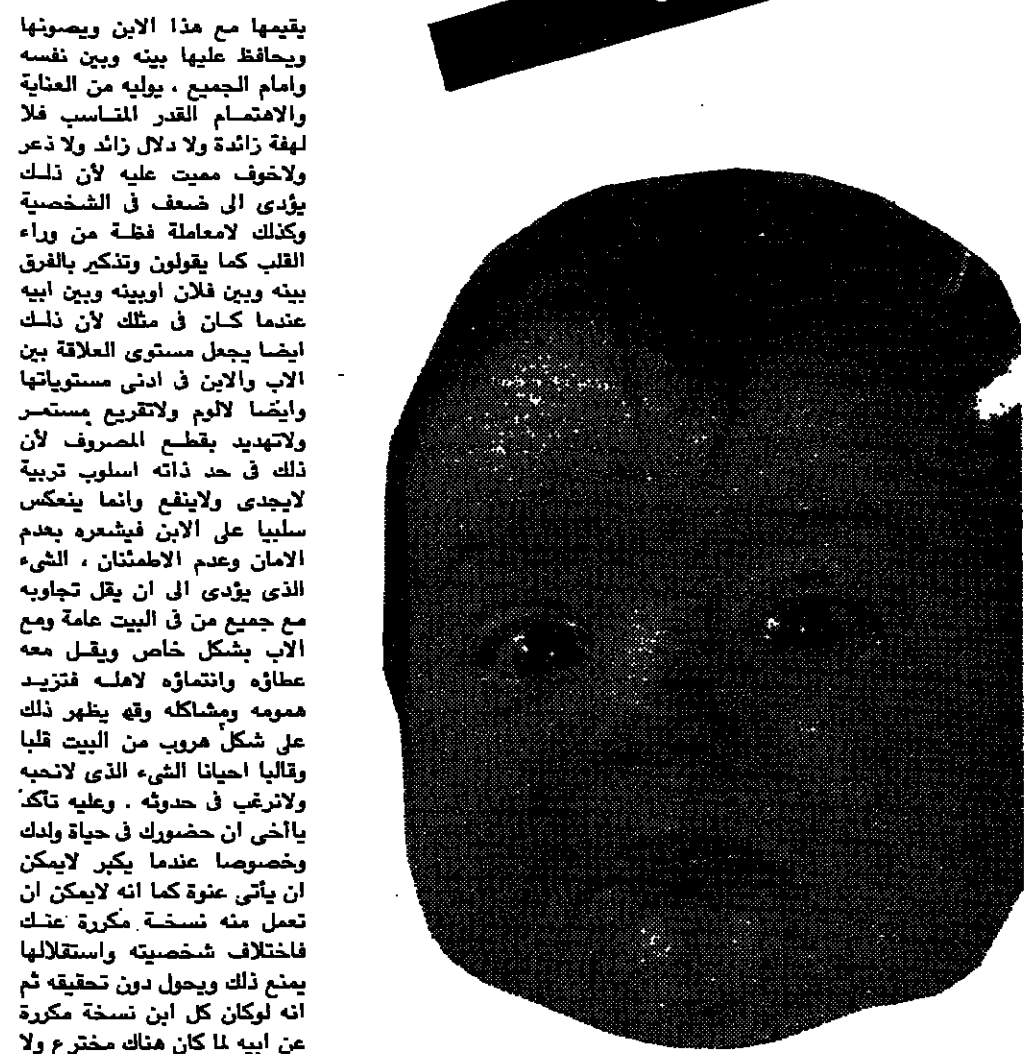 يقيمها مع هذا الابن ويصونها
ويحافظ عليها بينه وبين نفسه
وامام الجميع ، يوليه من العناية
والاهتمام القدر المناسب فلا
لهفة زائدة ولا دلال زائد ولا ذعر
ولاخوف مميت عليه لأن ذلك
يؤدى الى ضعف فى الشخصية
وكذلك لامعاملة فظة من وراء
القلب كما يقولون وتذكير بالفرق
بينه وبين فلان اوبينه وبين ابيه
عندما كان فى مثلك لأن ذلك
ايضا يجعل مستوى العلاقة بين
الاب والابن فى ادنى مستوياتها
وايضا لالوم ولاتقريع مستمر
ولاتهديد بقطع المصروف لأن
ذلك فى حد ذاته اسلوب تربية
لايجدى ولاينفع وانما ينعكس
سلبيا على الابن فيشعره بعدم
الامان وعدم الاطمئنان ، الشىء
الذى يؤدى الى ان يقل تجاوبه
مع جميع من فى البيت عامة ومع
الاب بشكل خاص ويقل معه
عطاؤه وانتماؤه لاهله فتزيد
همومه ومشاكله وقد يظهر ذلك
على شكل هروب من البيت قلبا
وقالبا احيانا الشىء الذى لانحبه
ولانرغب فى حدوثه . وعليه تأكد
ياأخى ان حضورك فى حياة ولدك
وخصوصا عندما يكبر لايمكن
ان يأتى عنوة كما انه لايمكن ان
تعمل منه نسخة مكررة عنك
فاختلاف شخصيته واستقلالها
يمنع ذلك ويحول دون تحقيقه ثم
انه لوكان كل ابن نسخة مكررة
عن ابيه لما كان هناك مخترع ولا